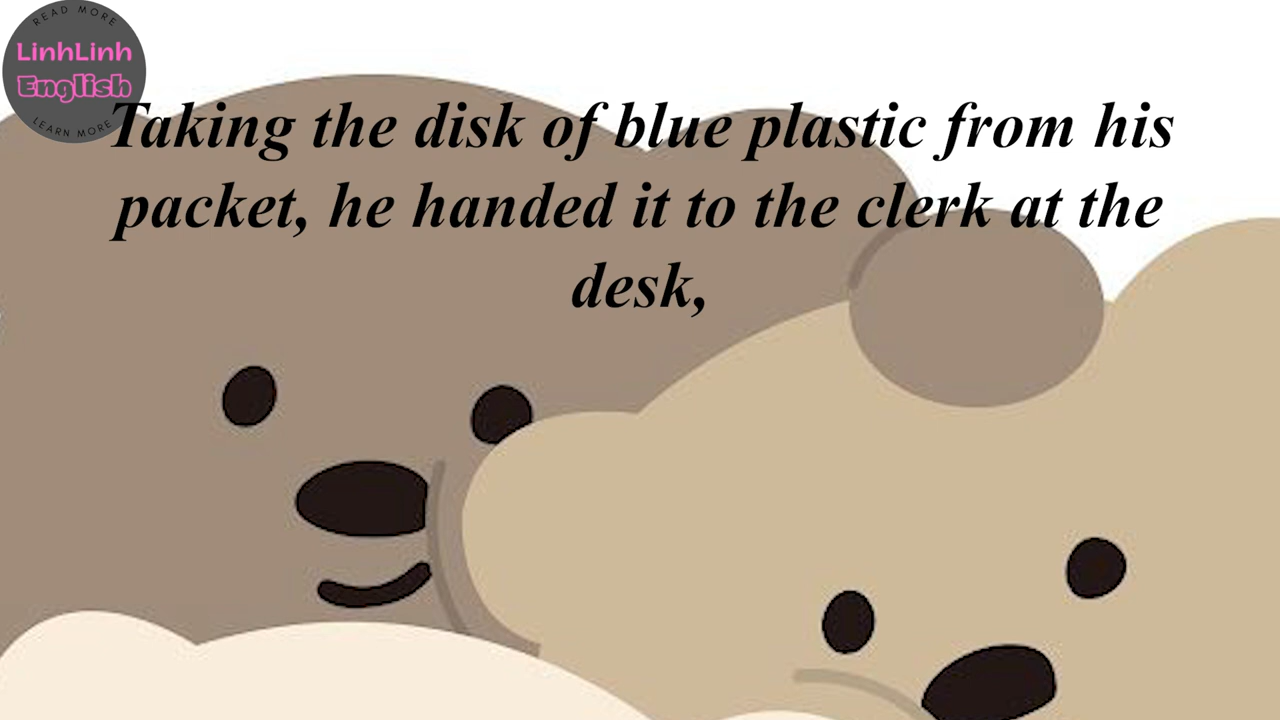 READ MORE
LinhLinh
English
LEARN MORE
Taking the disk of blue plastic from his
packet, he handed it to the clerk at the
desk,